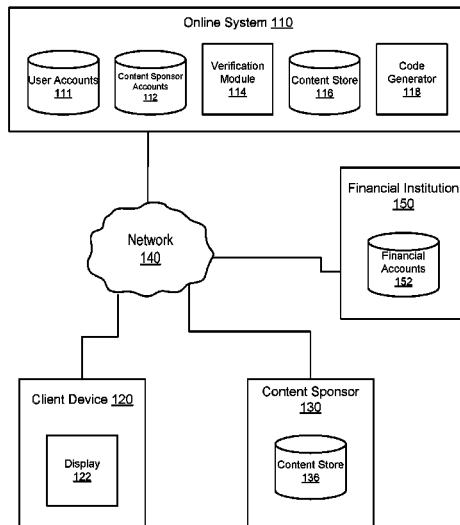 Online System 110
User Accounts
111
Content Sponsor
Accounts
112
Verification
Module
114
Content Store
116
Code
Generator
118
Financial Institution
150
Financial
Accounts
152
Network
140
Client Device 120
Display
122
Content Sponsor
130
Content Store
136